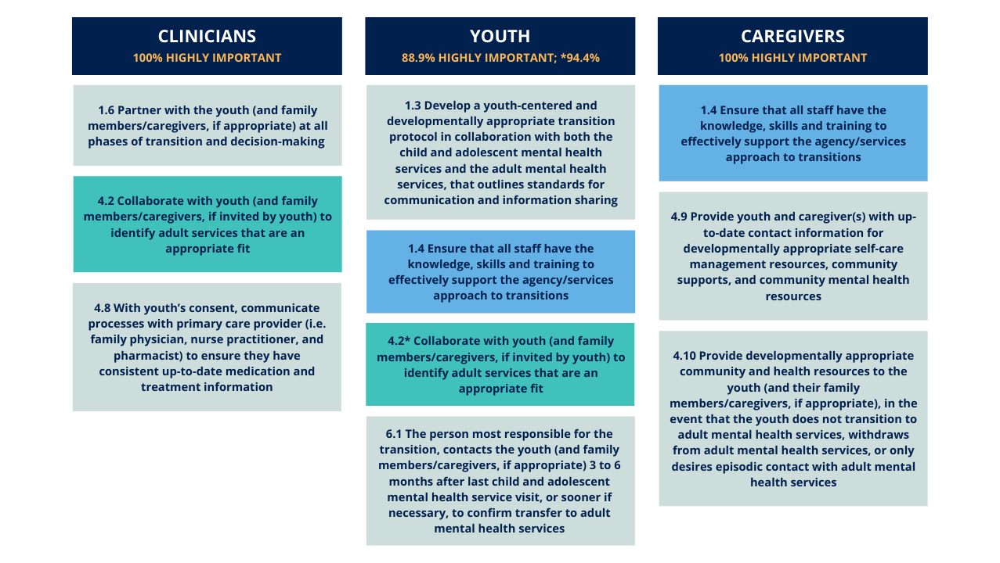 CLINICIANS
100% HIGHLY IMPORTANT
1.6 Partner with the youth (and family
members/caregivers, if appropriate) at all
phases of transition and decision-making
4.2 Collaborate with youth (and family
members/caregivers, if invited by youth) to
identify adult services that are an
appropriate fit
4.8 With youth’s consent, communicate
processes with primary care provider (i.e.
family physician, nurse practitioner, and
pharmacist) to ensure they have
consistent up-to-date medication and
treatment information
YOUTH
88.9% HIGHLY IMPORTANT; *94.4%
1.3 Develop a youth-centered and
developmentally appropriate transition
protocol in collaboration with both the
child and adolescent mental health
services and the adult mental health
services, that outlines standards for
communication and information sharing
1.4 Ensure that all staff have the
knowledge, skills and training to
effectively support the agency/services
approach to transitions
4.2* Collaborate with youth (and family
members/caregivers, if invited by youth) to
identify adult services that are an
appropriate fit
6.1 The person most responsible for the
transition, contacts the youth (and family
members/caregivers, if appropriate) 3 to 6
months after last child and adolescent
mental health service visit, or sooner if
necessary, to confirm transfer to adult
mental health services
CAREGIVERS
100% HIGHLY IMPORTANT
1.4 Ensure that all staff have the
knowledge, skills and training to
effectively support the agency/services
approach to transitions
4.9 Provide youth and caregiver(s) with up-
to-date contact information for
developmentally appropriate self-care
management resources, community
supports, and community mental health
resources
4.10 Provide developmentally appropriate
community and health resources to the
youth (and their family
members/caregivers, if appropriate), in the
event that the youth does not transition to
adult mental health services, withdraws
from adult mental health services, or only
desires episodic contact with adult mental
health services